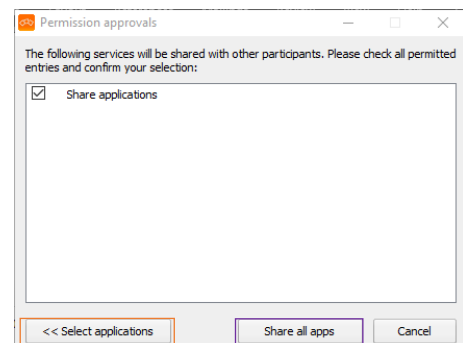 Permission approvals
The following services will be shared with other participants. Please check all permitted
entries and confirm your selection:
Share applications
<< Select applications Share all apps Cancel